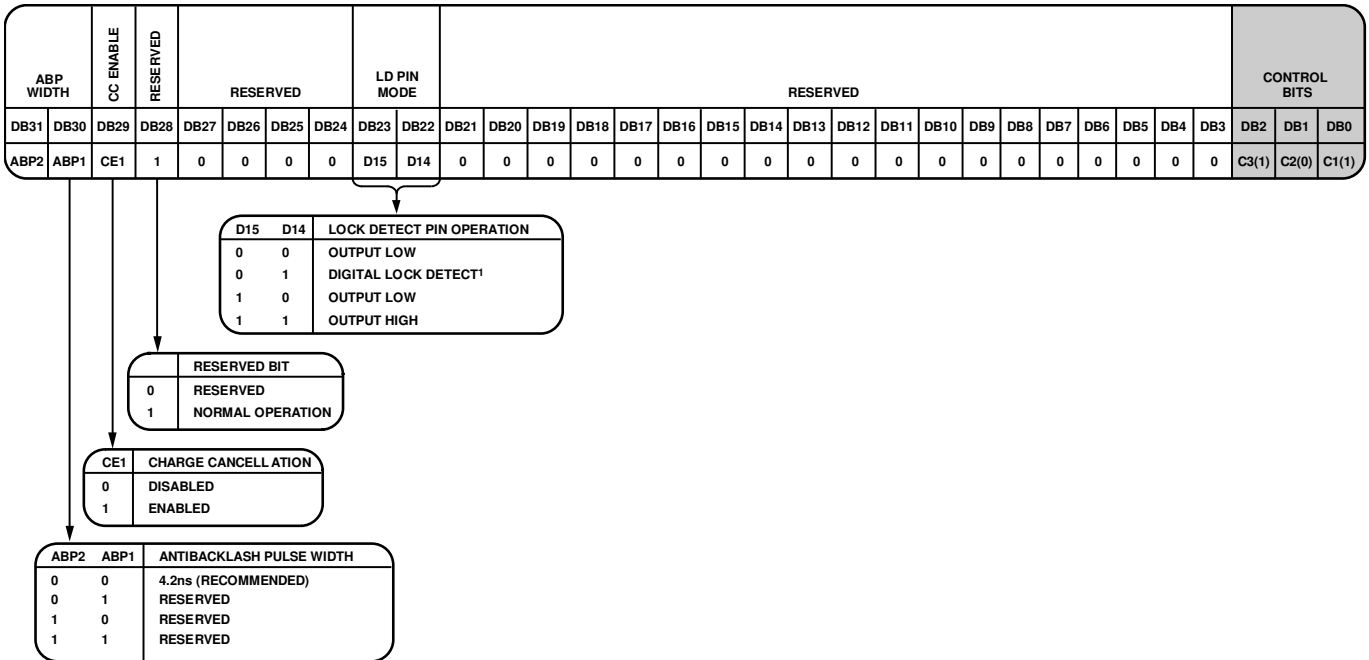 ABP WIDTH
CC ENABLE
RESERVED
RESERVED
LD PIN MODE
RESERVED
CONTROL BITS
DB31 DB30 DB29 DB28 DB27 DB26 DB25 DB24 DB23 DB22 DB21 DB20 DB19 DB18 DB17 DB16 DB15 DB14 DB13 DB12 DB11 DB10 DB9 DB8 DB7 DB6 DB5 DB4 DB3 DB2 DB1 DB0
ABP2 ABP1 CE1 1 0 0 0 0 D15 D14 0 0 0 0 0 0 0 0 0 0 0 0 0 0 0 0 0 0 0 C3(1) C2(0) C1(1)
D15 D14 LOCK DETECT PIN OPERATION
0 0 OUTPUT LOW
0 1 DIGITAL LOCK DETECT1
1 0 OUTPUT LOW
1 1 OUTPUT HIGH
RESERVED BIT
0 RESERVED
1 NORMAL OPERATION
CE1 CHARGE CANCELLATION
0 DISABLED
1 ENABLED
ABP2 ABP1 ANTIBACKLASH PULSE WIDTH
0 0 4.2ns (RECOMMENDED)
0 1 RESERVED
1 0 RESERVED
1 1 RESERVED